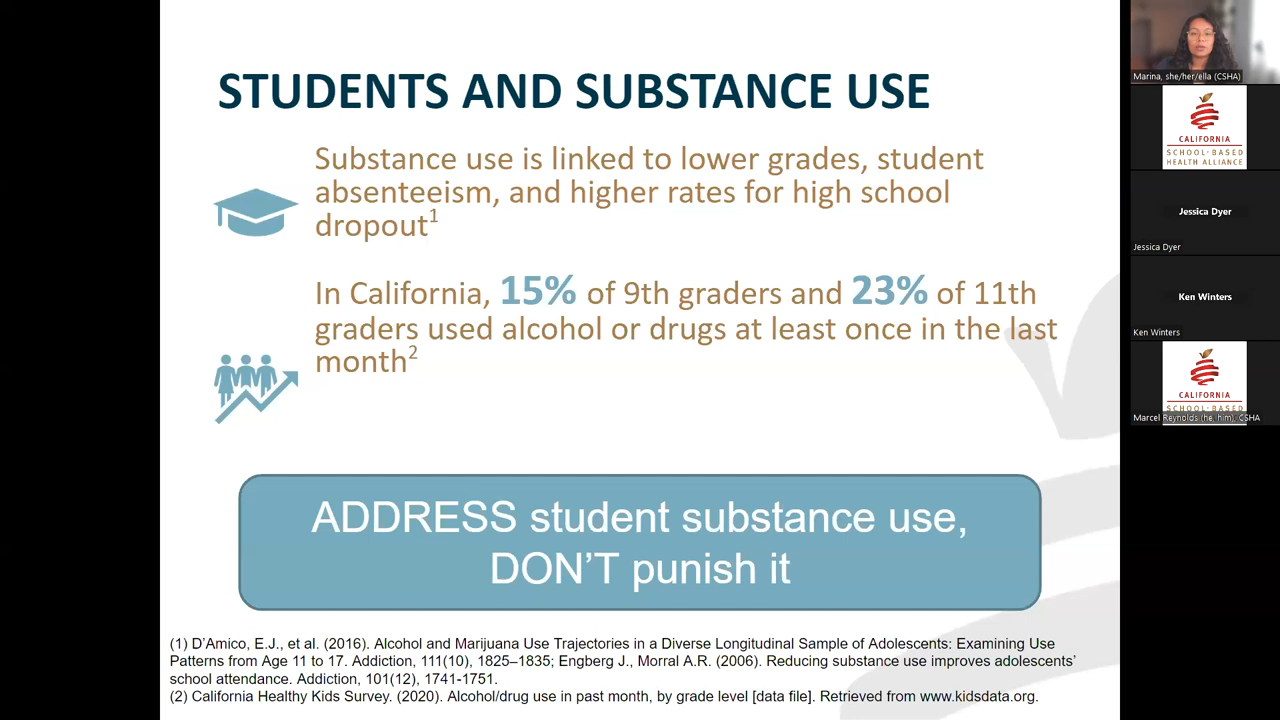 STUDENTS AND SUBSTANCE USE
Substance use is linked to lower grades, student
absenteeism, and higher rates for high school
dropout1
In California, 15% of 9th graders and 23% of 11th
graders used alcohol or drugs at least once in the last
month2
ADDRESS student substance use,
DON'T punish it
(1) D'Amico, E.J., et al. (2016). Alcohol and Marijuana Use Trajectories in a Diverse Longitudinal Sample of Adolescents: Examining Use
Patterns from Age 11 to 17. Addiction, 111(10), 1825–1835; Engberg J., Morral A.R. (2006). Reducing substance use improves adolescents'
school attendance. Addiction, 101(12), 1741-1751.
(2) California Healthy Kids Survey. (2020). Alcohol/drug use in past month, by grade level [data file]. Retrieved from www.kidsdata.org.
Marina, she/her/ella (CSHA)
CALIFORNIA
SCHOOL-BASED
HEALTH ALLIANCE
Jessica Dyer
Jessica Dyer
Ken Winters
Ken Winters
CALIFORNIA
SCHOOL-BASED
Marcel Reynolds (he, him), CSHA